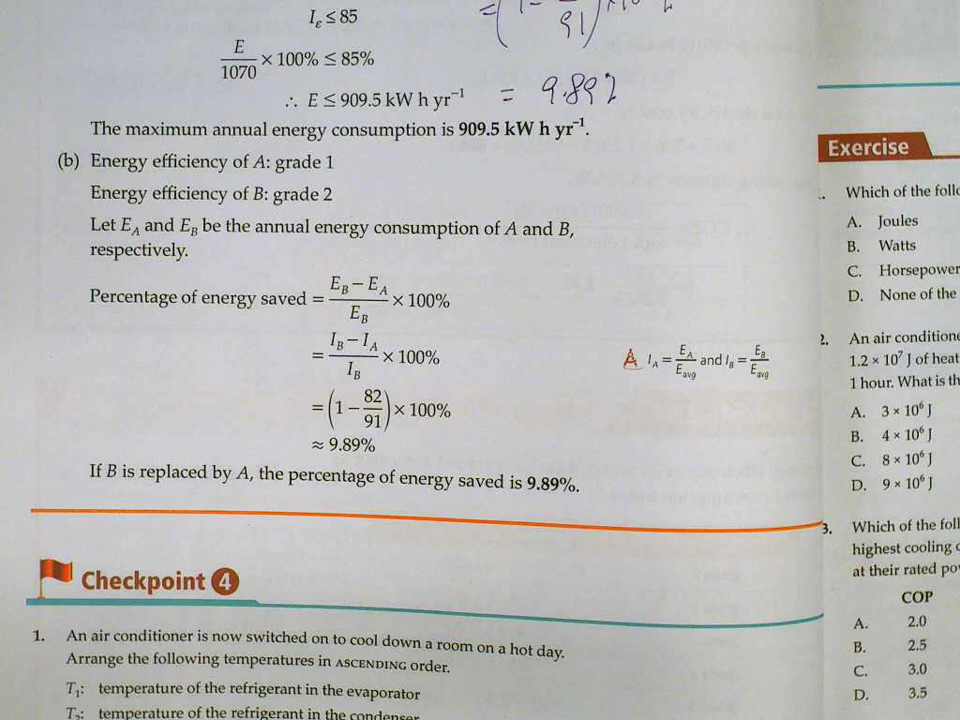 I_e ≤ 85
E/1070 × 100% ≤ 85%
∴ E ≤ 909.5 kW h yr⁻¹
= 9.89%
The maximum annual energy consumption is 909.5 kW h yr⁻¹.
(b) Energy efficiency of A: grade 1
Energy efficiency of B: grade 2
Let E_A and E_B be the annual energy consumption of A and B,
respectively.
Percentage of energy saved = (E_B − E_A)/E_B × 100%
= (I_B − I_A)/I_B × 100%
= (1 − 82/91) × 100%
≈ 9.89%
I_A = E_A/E_avg and I_B = E_B/E_avg
If B is replaced by A, the percentage of energy saved is 9.89%.
Checkpoint 4
1. An air conditioner is now switched on to cool down a room on a hot day.
Arrange the following temperatures in ASCENDING order.
T₁: temperature of the refrigerant in the evaporator
T₂: temperature of the refrigerant in the condenser
Exercise
Which of the
A. Joules
B. Watts
C. Horsepower
D. None of the
2. An air
1.2 × 10⁷ J of heat
1 hour. What is
A. 3 × 10⁶ J
B. 4 × 10⁶ J
C. 8 × 10⁶ J
D. 9 × 10⁶ J
3. Which of the
highest cooling
at their rated
COP
A. 2.0
B. 2.5
C. 3.0
D. 3.5